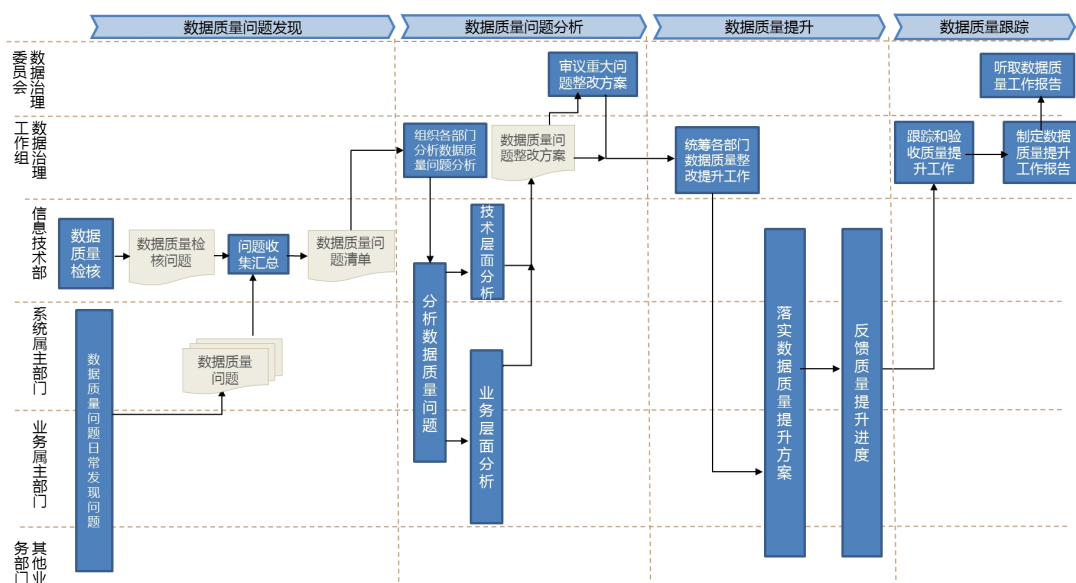 数据质量问题发现
数据质量问题分析
数据质量提升
数据质量跟踪
数据治理
委员会
审议重大问
题整改方案
听取数据质
量工作报告
数据治理
工作组
组织各部门
分析数据质
量问题分析
数据质量问
题整改方案
统筹各部门
数据质量整
改提升工作
跟踪和验
收质量提
升工作
制定数据
质量提升
工作报告
信息技术部
数据
质量
检核
数据质量检
核问题
问题收
集汇总
数据质量问
题清单
技术层面分析
分析数据质量问题
系统属主部门
数据质量问题日常发现问题
数据质量
问题
业务层面分析
落实数据质量提升方案
反馈质量提升进度
业务属主部门
其他业
务部门